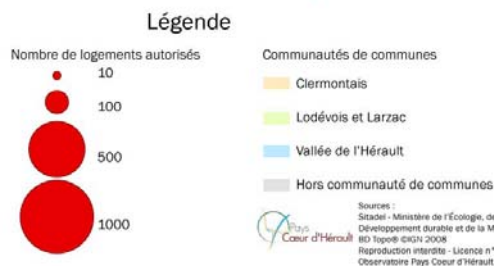 Légende
Nombre de logements autorisés
10
100
500
1000
Communautés de communes
Clermontais
Lodévois et Larzac
Vallée de l'Hérault
Hors communauté de communes
Pays
Cœur d'Hérault
Sources :
Sitadel - Ministère de l'Écologie, de
Développement durable et de la M
BD Topo® ©IGN 2008
Reproduction interdite - Licence n°
Observatoire Pays Coeur d'Hérault